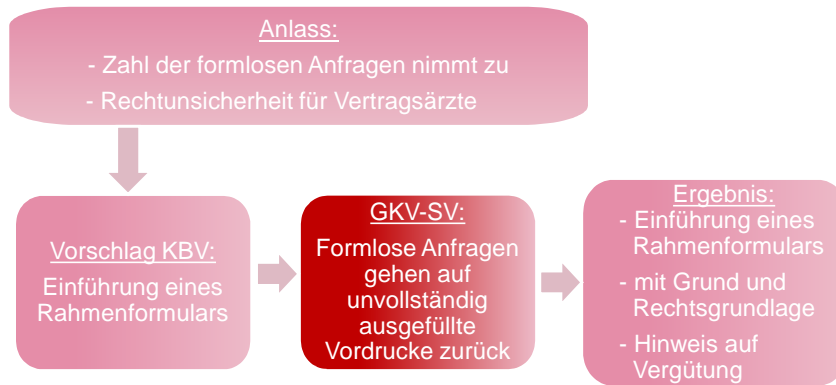 Anlass:
- Zahl der formlosen Anfragen nimmt zu
- Rechtunsicherheit für Vertragsärzte
Vorschlag KBV:
Einführung eines
Rahmenformulars
GKV-SV:
Formlose Anfragen
gehen auf
unvollständig
ausgefüllte
Vordrucke zurück
Ergebnis:
- Einführung eines
Rahmenformulars
- mit Grund und
Rechtsgrundlage
- Hinweis auf
Vergütung